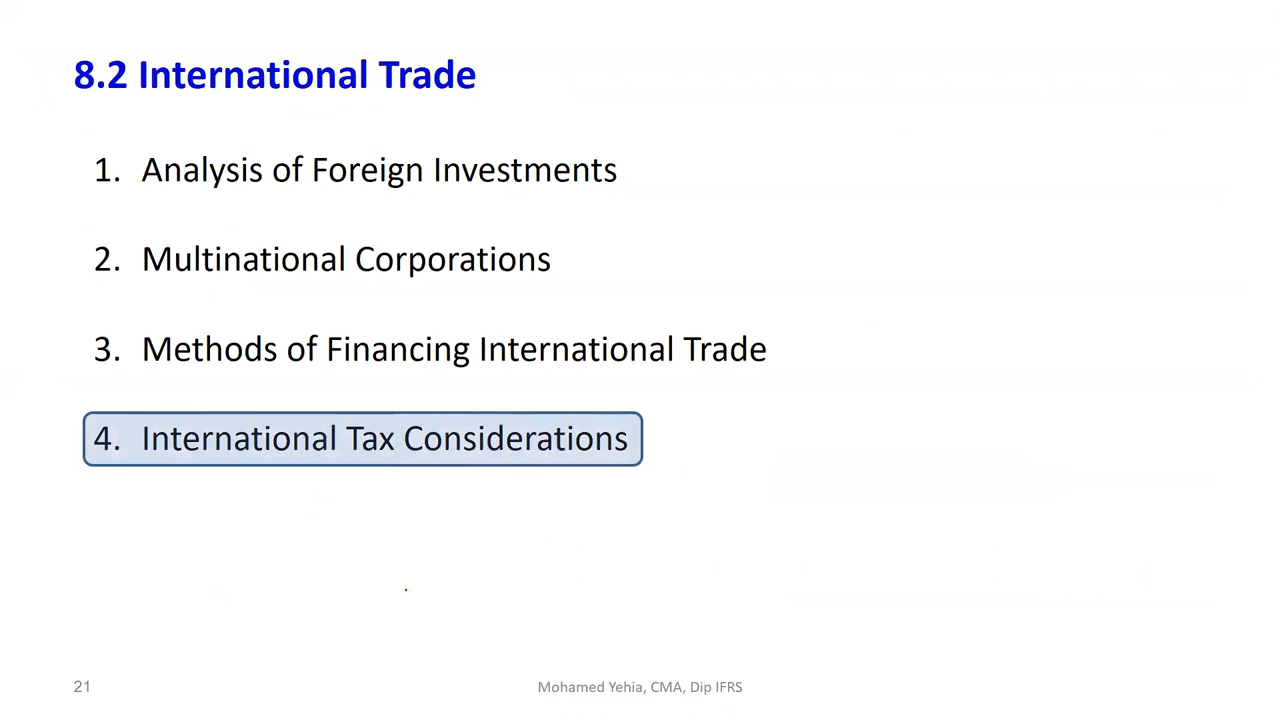 8.2 International Trade
1. Analysis of Foreign Investments
2. Multinational Corporations
3. Methods of Financing International Trade
4. International Tax Considerations
21
Mohamed Yehia, CMA, Dip IFRS